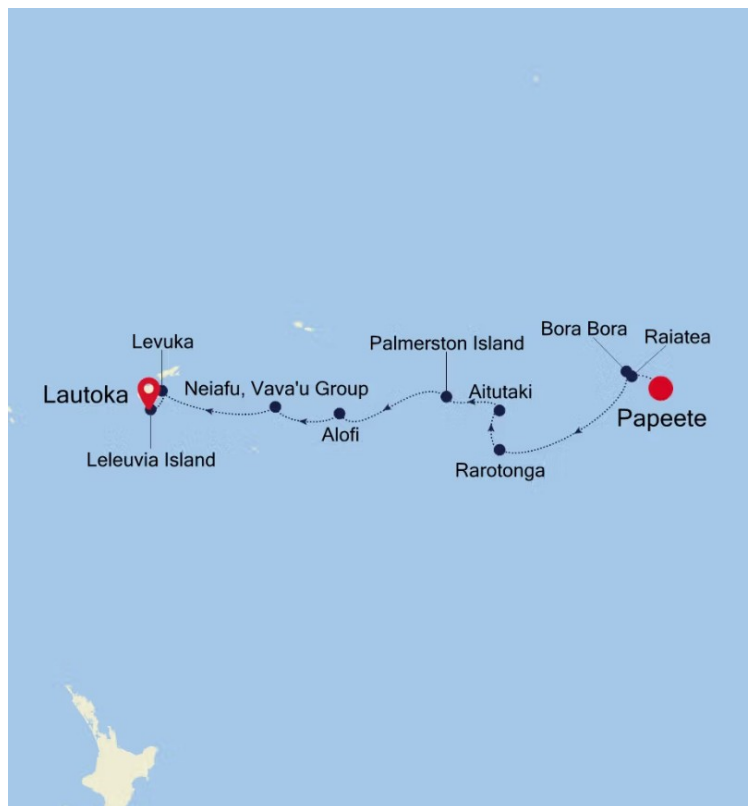 Bora Bora
Raiatea
Levuka
Palmerston Island
Lautoka
Neiafu, Vava'u Group
Aitutaki
Papeete
Alofi
Leleuvia Island
Rarotonga